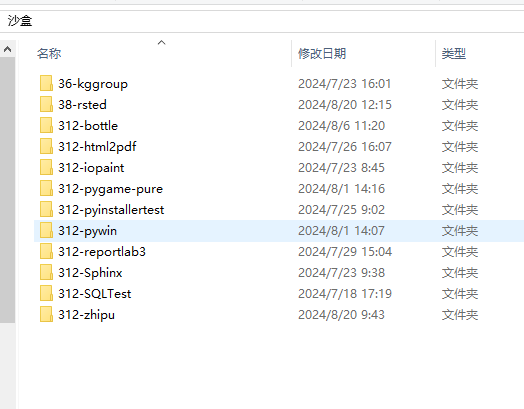 沙盒
名称 修改日期 类型
36-kggroup 2024/7/23 16:01 文件夹
38-rsted 2024/8/20 12:15 文件夹
312-bottle 2024/8/6 11:20 文件夹
312-html2pdf 2024/7/26 16:07 文件夹
312-iopaint 2024/7/23 8:45 文件夹
312-pygame-pure 2024/8/1 14:16 文件夹
312-pyinstallertest 2024/7/25 9:02 文件夹
312-pywin 2024/8/1 14:07 文件夹
312-reportlab3 2024/7/29 15:04 文件夹
312-Sphinx 2024/7/23 9:38 文件夹
312-SQLTest 2024/7/18 17:19 文件夹
312-zhipu 2024/8/20 9:43 文件夹